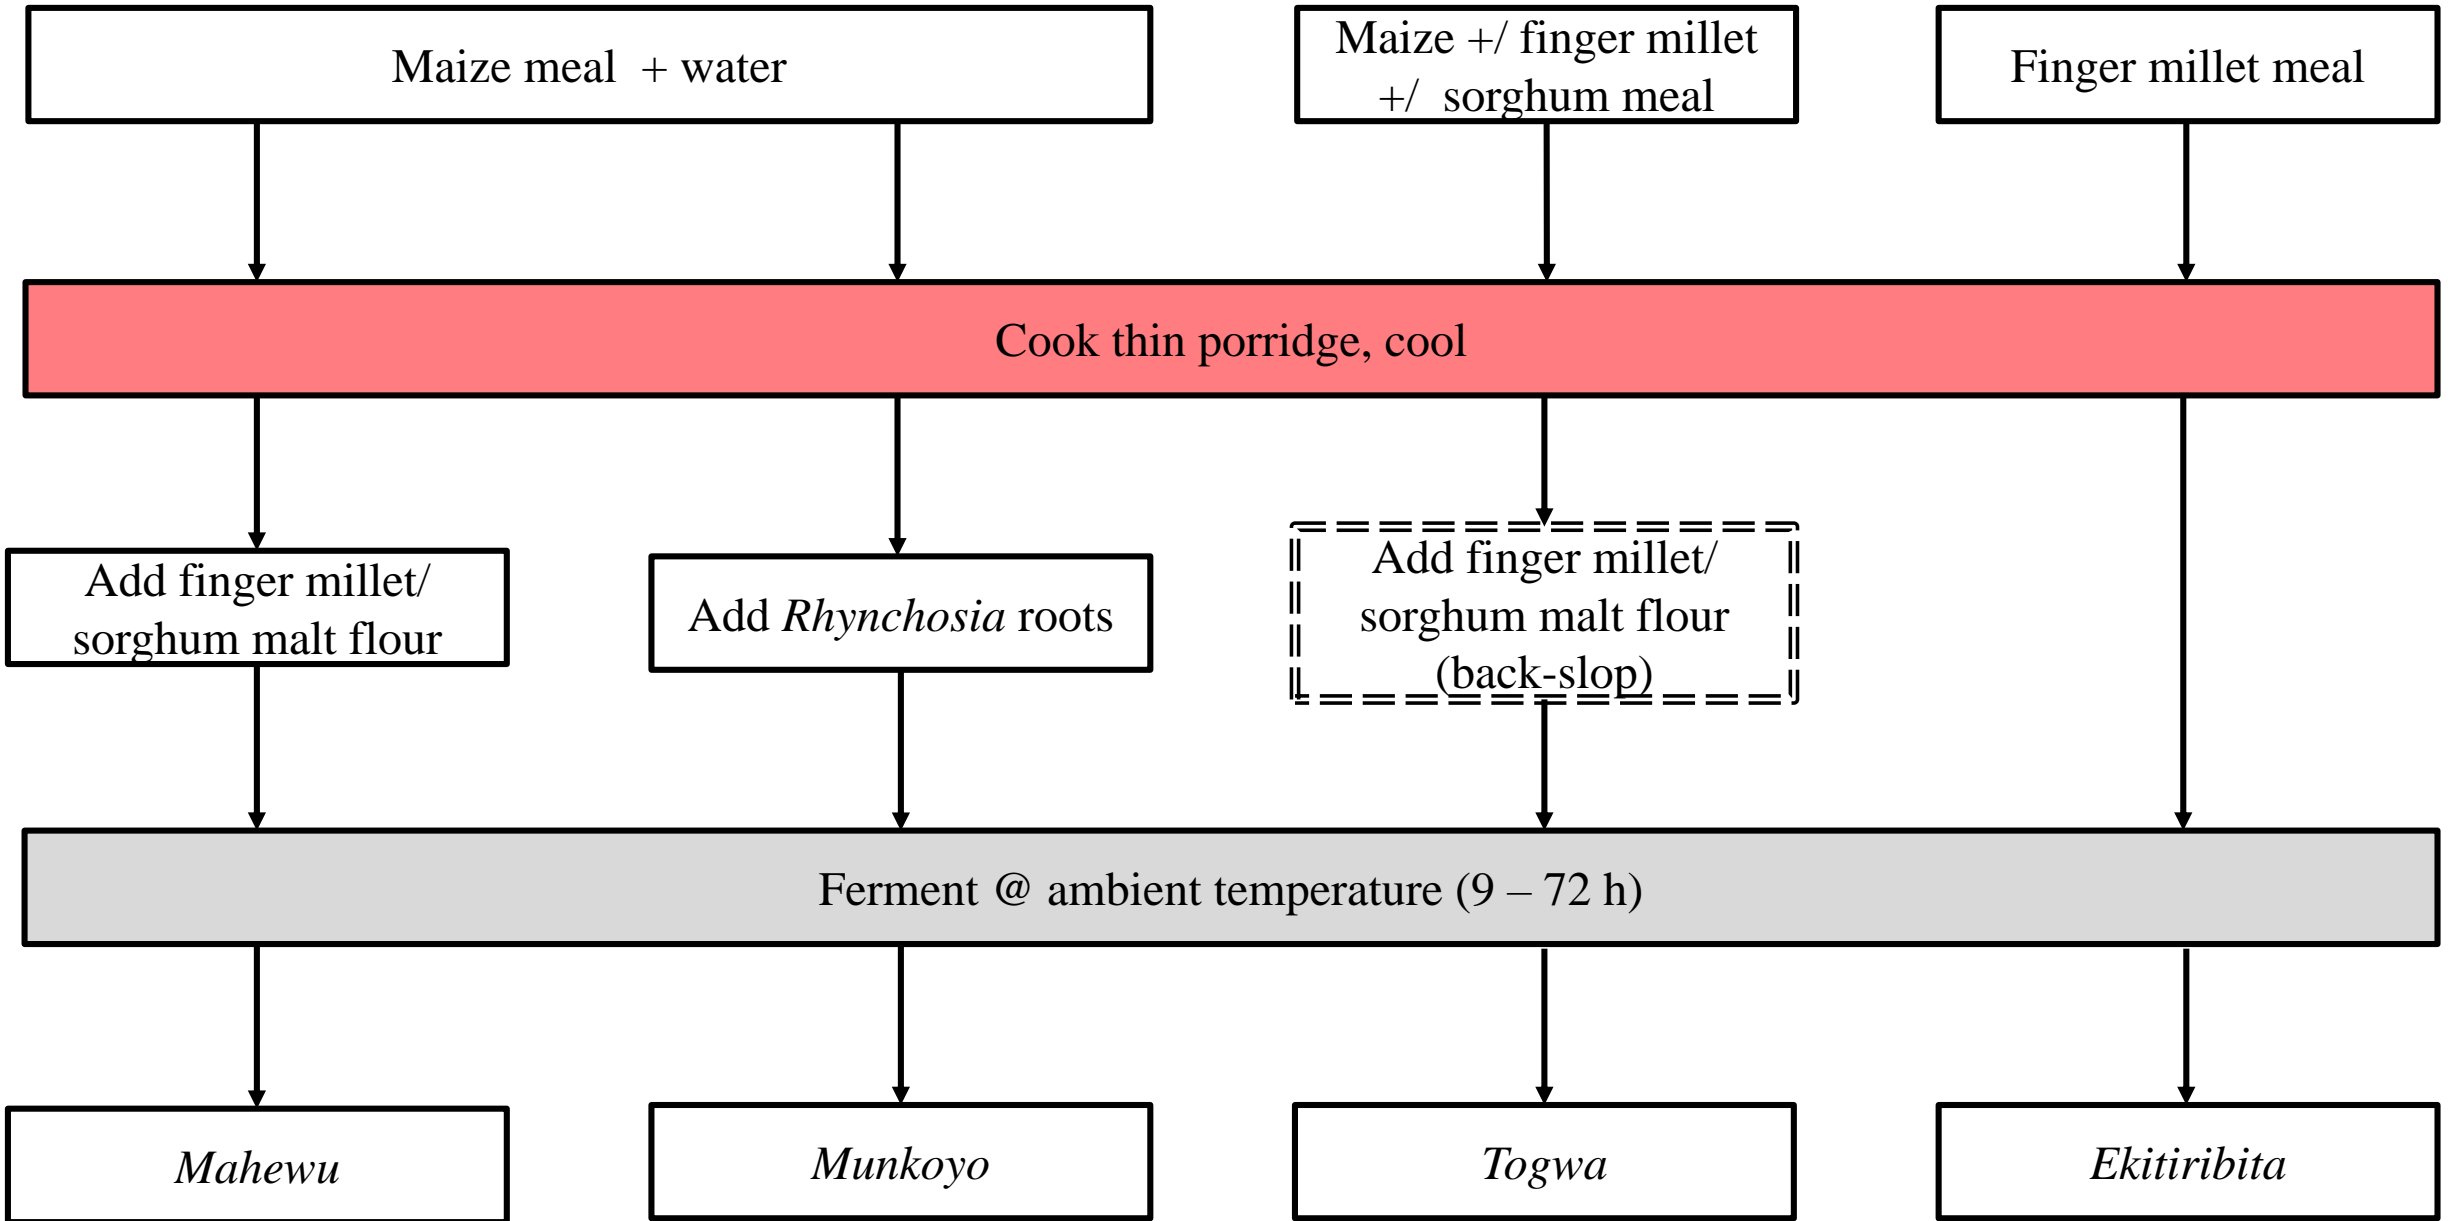 Maize meal + water
Maize +/ finger millet
+/ sorghum meal
Finger millet meal
Cook thin porridge, cool
Add finger millet/
sorghum malt flour
Add Rhynchosia roots
Add finger millet/
sorghum malt flour
(back-slop)
Ferment @ ambient temperature (9 – 72 h)
Mahewu
Munkoyo
Togwa
Ekitiribita